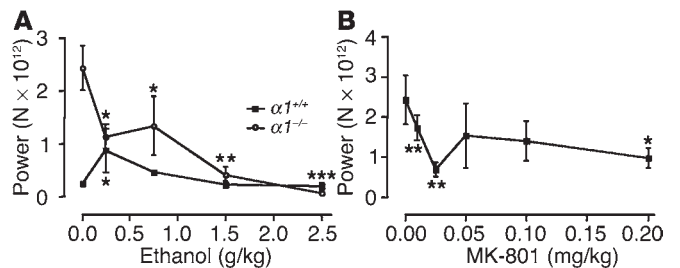 A
Power (N × 10¹²)
3
2
1
0
*
*
*
**
***
α1⁺/⁺
α1⁻/⁻
0.0 0.5 1.0 1.5 2.0 2.5
Ethanol (g/kg)
B
Power (N × 10¹²)
4
3
2
1
0
**
**
*
0.00 0.05 0.10 0.15 0.20
MK-801 (mg/kg)